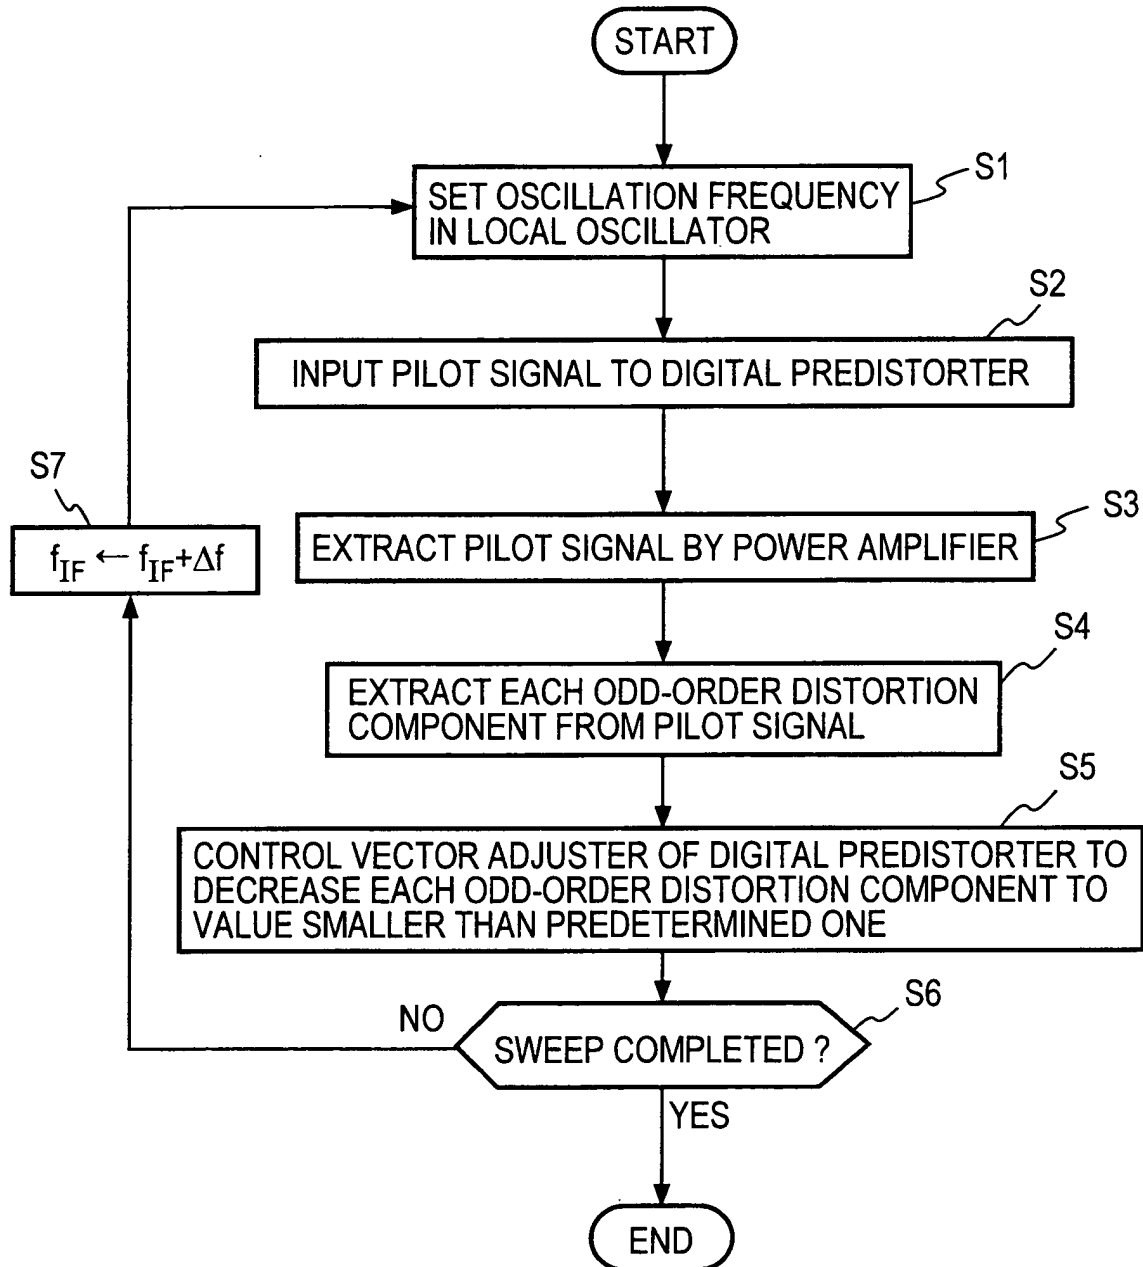 START
S1
SET OSCILLATION FREQUENCY
IN LOCAL OSCILLATOR
S2
INPUT PILOT SIGNAL TO DIGITAL PREDISTORTER
S7
fIF ← fIF+Δf
S3
EXTRACT PILOT SIGNAL BY POWER AMPLIFIER
S4
EXTRACT EACH ODD-ORDER DISTORTION
COMPONENT FROM PILOT SIGNAL
S5
CONTROL VECTOR ADJUSTER OF DIGITAL PREDISTORTER TO
DECREASE EACH ODD-ORDER DISTORTION COMPONENT TO
VALUE SMALLER THAN PREDETERMINED ONE
S6
NO
SWEEP COMPLETED ?
YES
END